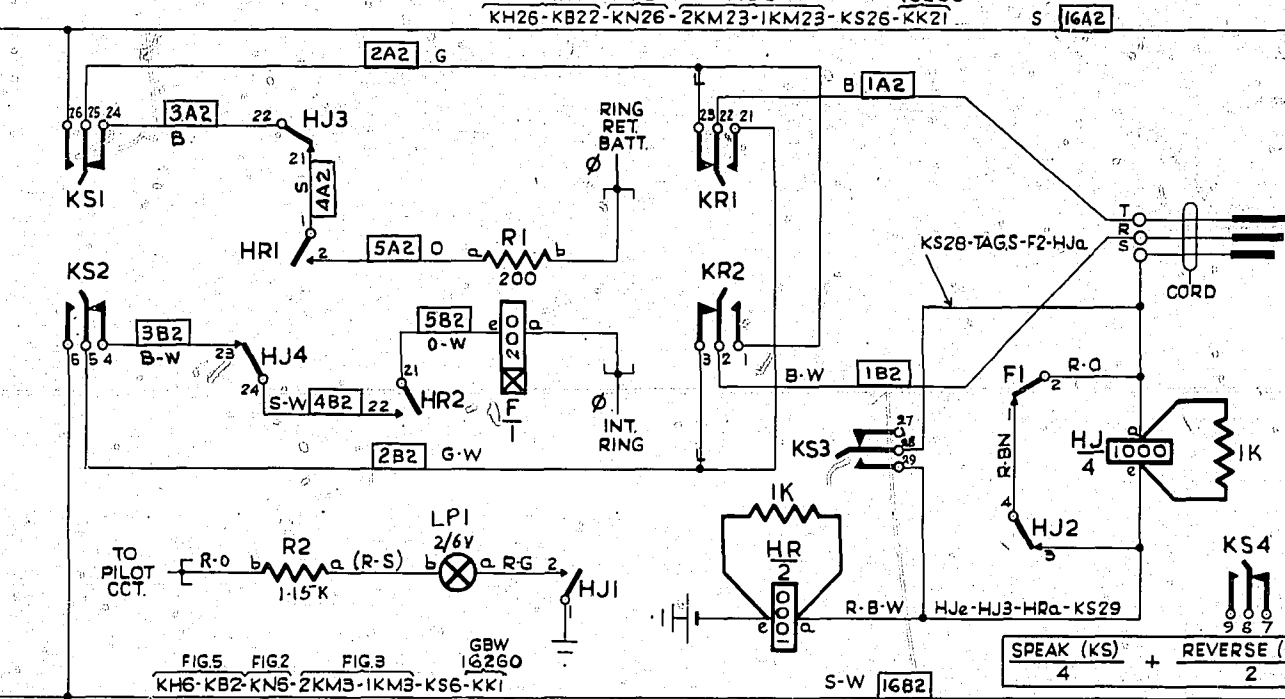 KH26-KB22-KN26-2KM23-1KM23-KS26-KK21 S 16A2
2A2 G
B 1A2
26 25 24
3A2
B
22 HJ3
21
S
4A2
1
RING
RET.
BATT.
Ø
23 22 21
KS1
KR1
HR1 2
5A2 O
a R1 b
200
T
R
S
KS28-TAGS-F2-HJa
CORD
KS2
KR2
6 5 4
3B2
B-W
23 HJ4
24
S-W 4B2 22
21
HR2
5B2
O-W
e 200 a
F
1
Ø
INT.
RING
3 2 1
B-W 1B2
F1
2 R-O
1
R-BN
4
HJ2
3
27
28
29
KS3
2B2 G-W
a
HJ
4
1000
e
1K
TO
PILOT
CCT.
R-O b R2 a (R-S)
1·15K
LP1
2/6V
b a R-G 2
HJ1
1
1K
HR
2
e 100 a
R-B-W
HJe-HJ3-HRa-KS29
KS4
9 8 7
SPEAK (KS)
4
+
REVERSE (
2
FIG.5 FIG.2 FIG.3 GBW
16260
KH6-KB2-KN6-2KM3-1KM3-KS6-KK1
S-W 16B2